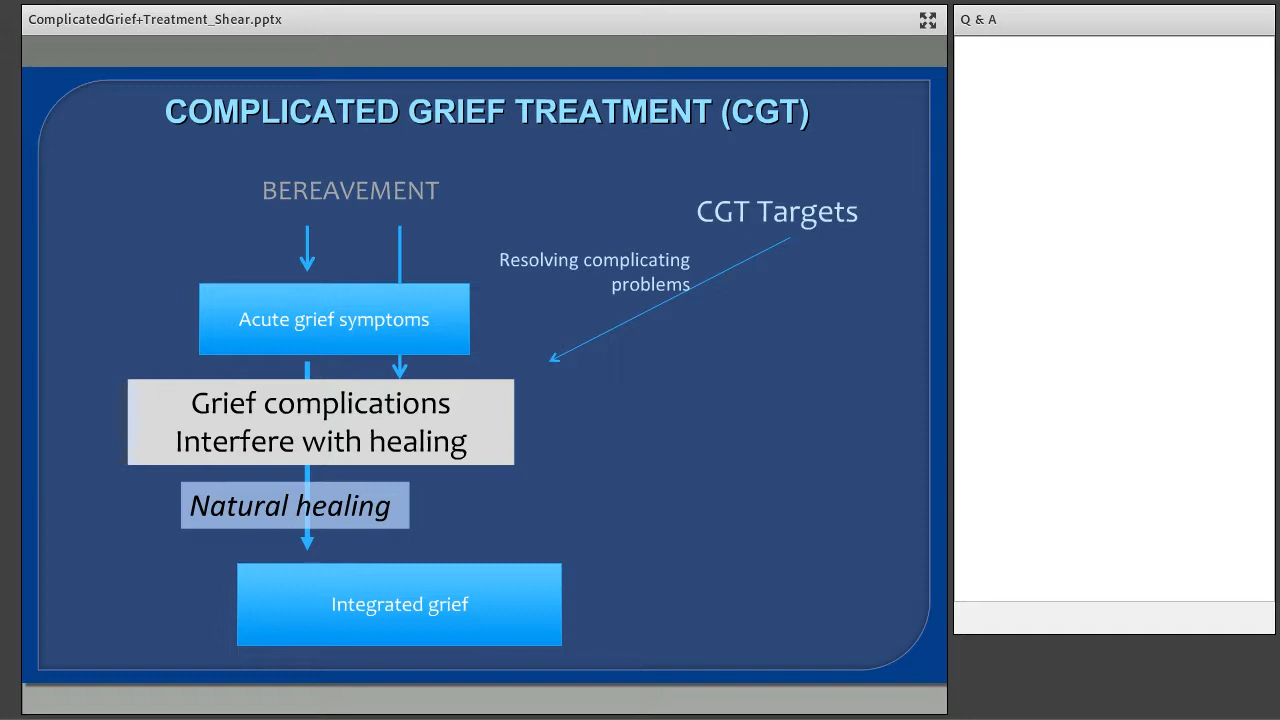 ComplicatedGrief+Treatment_Shear.pptx
Q & A
COMPLICATED GRIEF TREATMENT (CGT)
BEREAVEMENT
CGT Targets
Resolving complicating
problems
Acute grief symptoms
Grief complications
Interfere with healing
Natural healing
Integrated grief